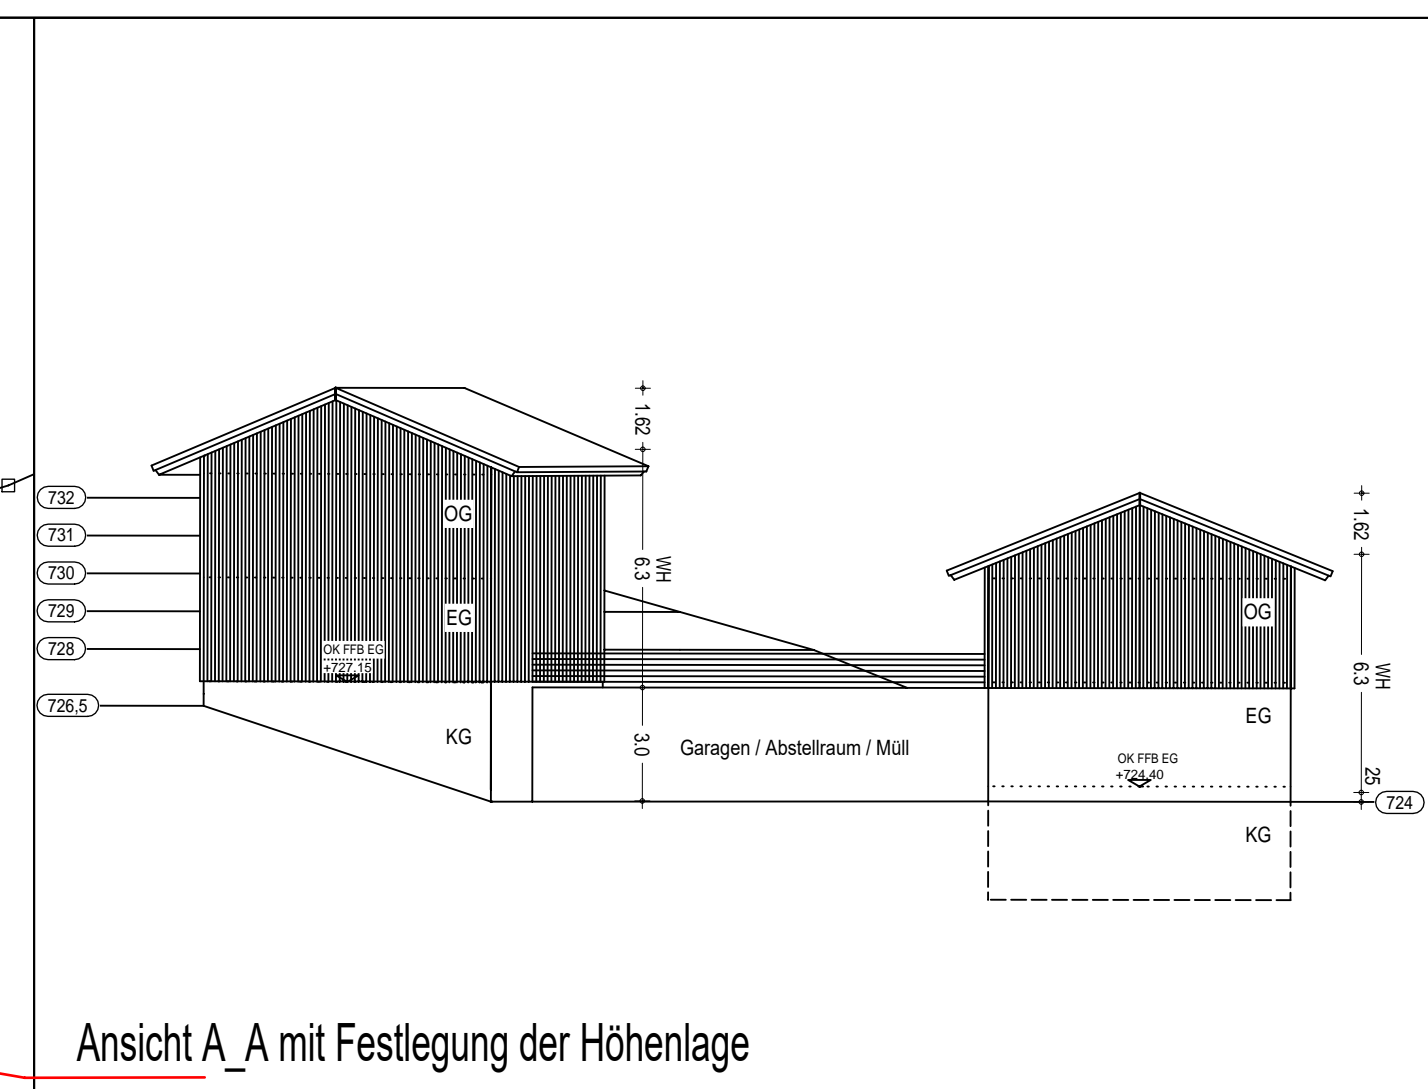 1.62
732
731
730
729
728
726,5
OG
EG
OK FFB EG
+727,15
KG
WH
6.3
3.0
Garagen / Abstellraum / Müll
1.62
OG
WH
6.3
EG
OK FFB EG
+724,40
25
724
KG
Ansicht A_A mit Festlegung der Höhenlage